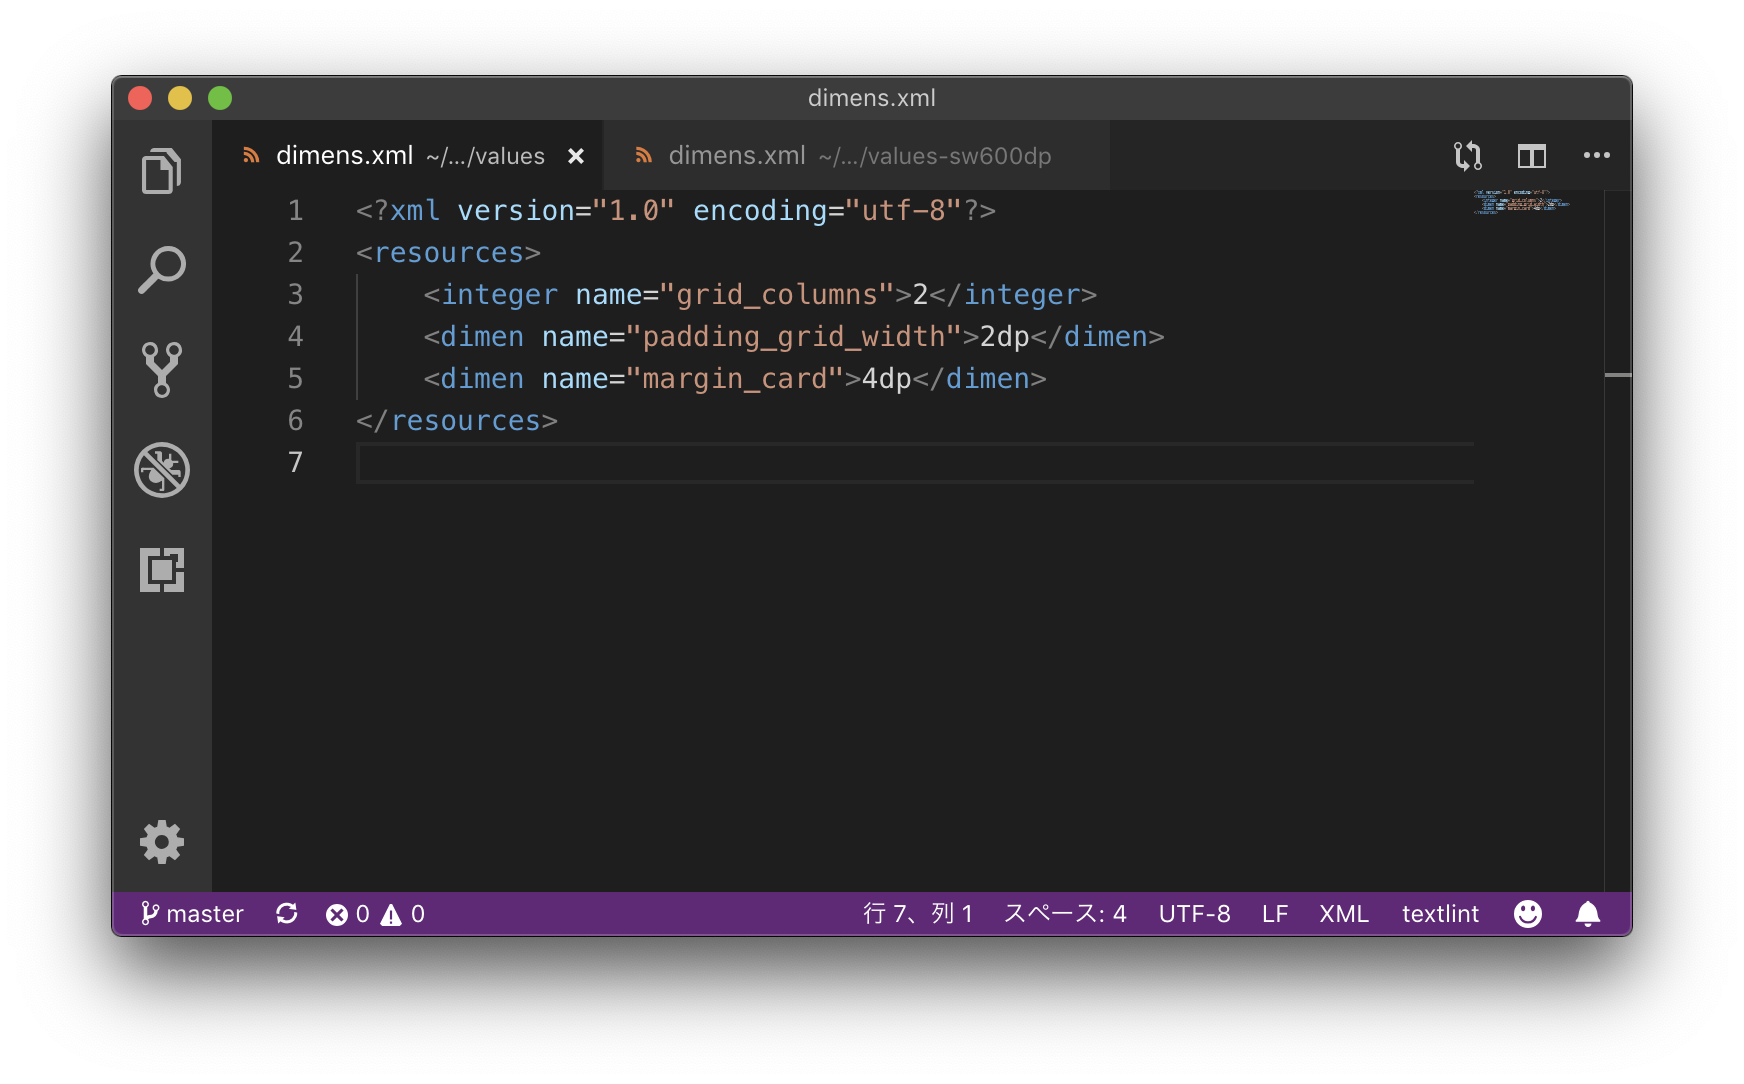 dimens.xml
dimens.xml ~/.../values dimens.xml ~/.../values-sw600dp
1 <?xml version="1.0" encoding="utf-8"?>
2 <resources>
3     <integer name="grid_columns">2</integer>
4     <dimen name="padding_grid_width">2dp</dimen>
5     <dimen name="margin_card">4dp</dimen>
6 </resources>
7
master 0 0 行 7、列 1 スペース: 4 UTF-8 LF XML textlint